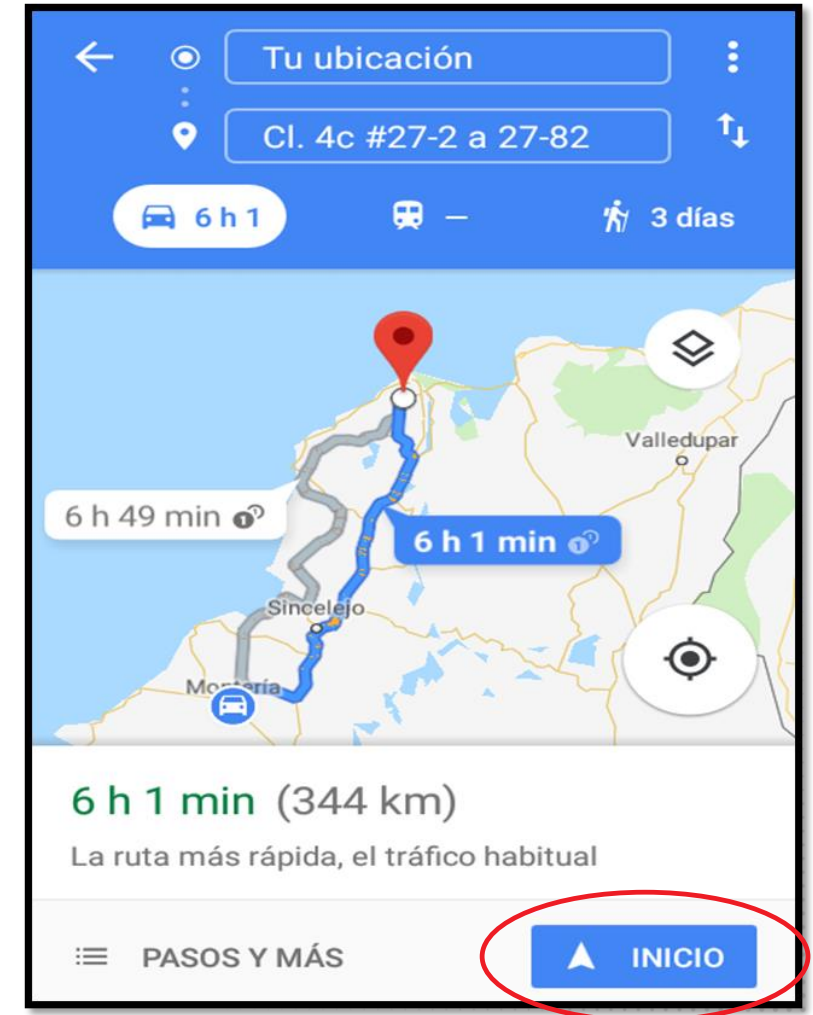 Tu ubicación
Cl. 4c #27-2 a 27-82
6 h 1
–
3 días
Valledupar
6 h 49 min
6 h 1 min
Sincelejo
Montería
6 h 1 min (344 km)
La ruta más rápida, el tráfico habitual
PASOS Y MÁS
INICIO